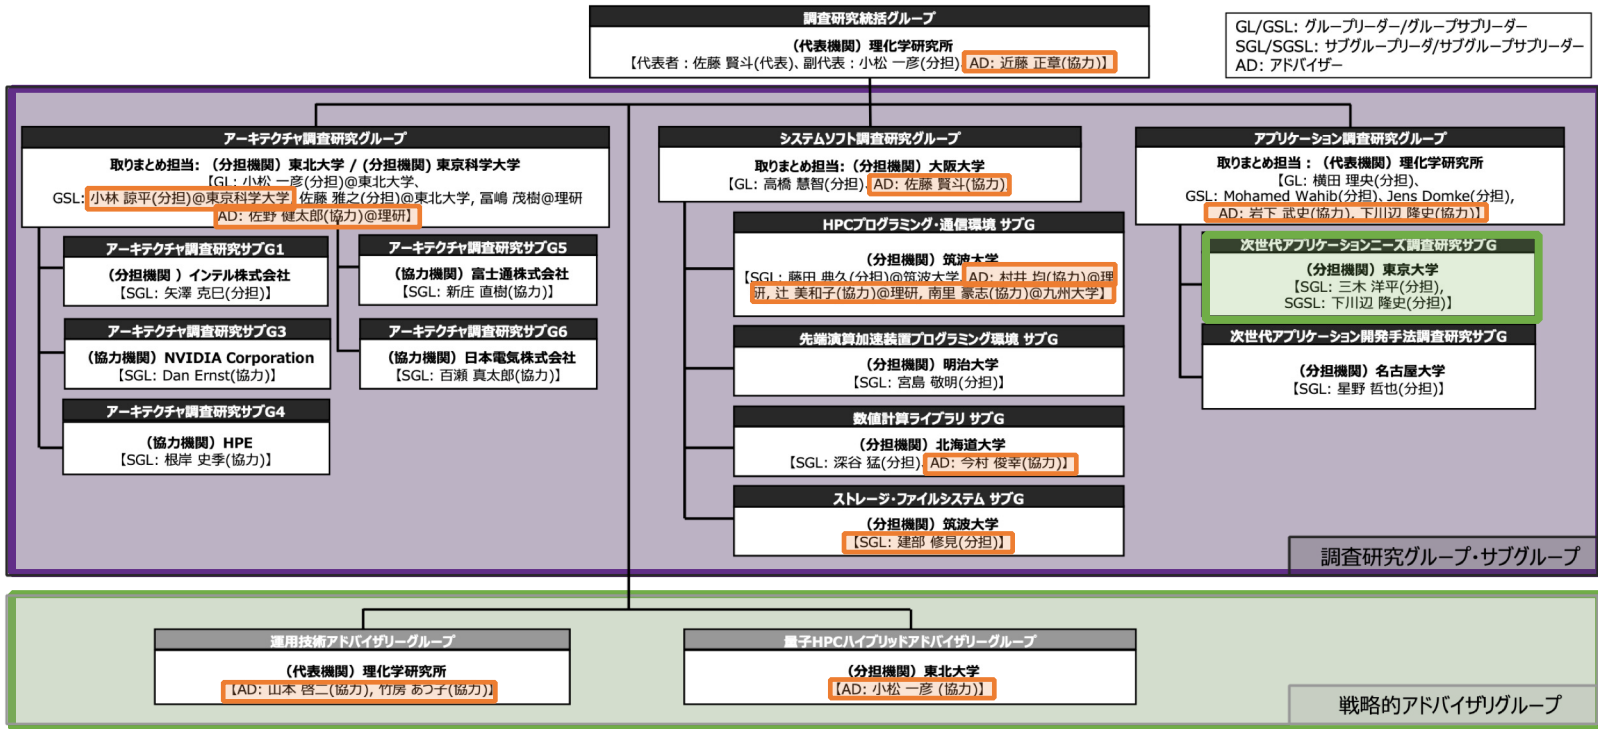 調査研究統括グループ
（代表機関）理化学研究所
【代表者：佐藤 賢斗(代表)、副代表：小松 一彦(分担), AD: 近藤 正章(協力)】
GL/GSL: グループリーダー/グループサブリーダー
SGL/SGSL: サブグループリーダ/サブグループサブリーダー
AD: アドバイザー
アーキテクチャ調査研究グループ
取りまとめ担当： （分担機関）東北大学 / (分担機関) 東京科学大学
【GL: 小松 一彦(分担)@東北大学、
GSL: 小林 諒平(分担)@東京科学大学, 佐藤 雅之(分担)@東北大学, 冨嶋 茂樹@理研
AD: 佐野 健太郎(協力)@理研】
アーキテクチャ調査研究サブG1
（分担機関 ）インテル株式会社
【SGL: 矢澤 克巳(分担)】
アーキテクチャ調査研究サブG3
（協力機関）NVIDIA Corporation
【SGL: Dan Ernst(協力)】
アーキテクチャ調査研究サブG4
（協力機関）HPE
【SGL: 根岸 史季(協力)】
アーキテクチャ調査研究サブG5
（協力機関）富士通株式会社
【SGL: 新庄 直樹(協力)】
アーキテクチャ調査研究サブG6
（協力機関）日本電気株式会社
【SGL: 百瀬 真太郎(協力)】
システムソフト調査研究グループ
取りまとめ担当:（分担機関）大阪大学
【GL: 高橋 慧智(分担), AD: 佐藤 賢斗(協力)】
HPCプログラミング・通信環境 サブG
（分担機関）筑波大学
【SGL: 藤田 典久(分担)@筑波大学, AD: 村井 均(協力)@理
研, 辻 美和子(協力)@理研, 南里 豪志(協力)@九州大学】
先端演算加速装置プログラミング環境 サブG
（分担機関）明治大学
【SGL: 宮島 敬明(分担)】
数値計算ライブラリ サブG
（分担機関）北海道大学
【SGL: 深谷 猛(分担), AD: 今村 俊幸(協力)】
ストレージ・ファイルシステム サブG
（分担機関）筑波大学
【SGL: 建部 修見(分担)】
アプリケーション調査研究グループ
取りまとめ担当：（代表機関）理化学研究所
【GL: 横田 理央(分担)、
GSL: Mohamed Wahib(分担)、Jens Domke(分担),
AD: 岩下 武史(協力), 下川辺 隆史(協力)】
次世代アプリケーションニーズ調査研究サブG
（分担機関）東京大学
【SGL: 三木 洋平(分担),
SGSL: 下川辺 隆史(分担)】
次世代アプリケーション開発手法調査研究サブG
（分担機関）名古屋大学
【SGL: 星野 哲也(分担)】
調査研究グループ・サブグループ
運用技術アドバイザリーグループ
（代表機関）理化学研究所
【AD: 山本 啓二(協力), 竹房 あつ子(協力)】
量子HPCハイブリッドアドバイザリーグループ
（分担機関）東北大学
【AD: 小松 一彦 (協力)】
戦略的アドバイザリグループ